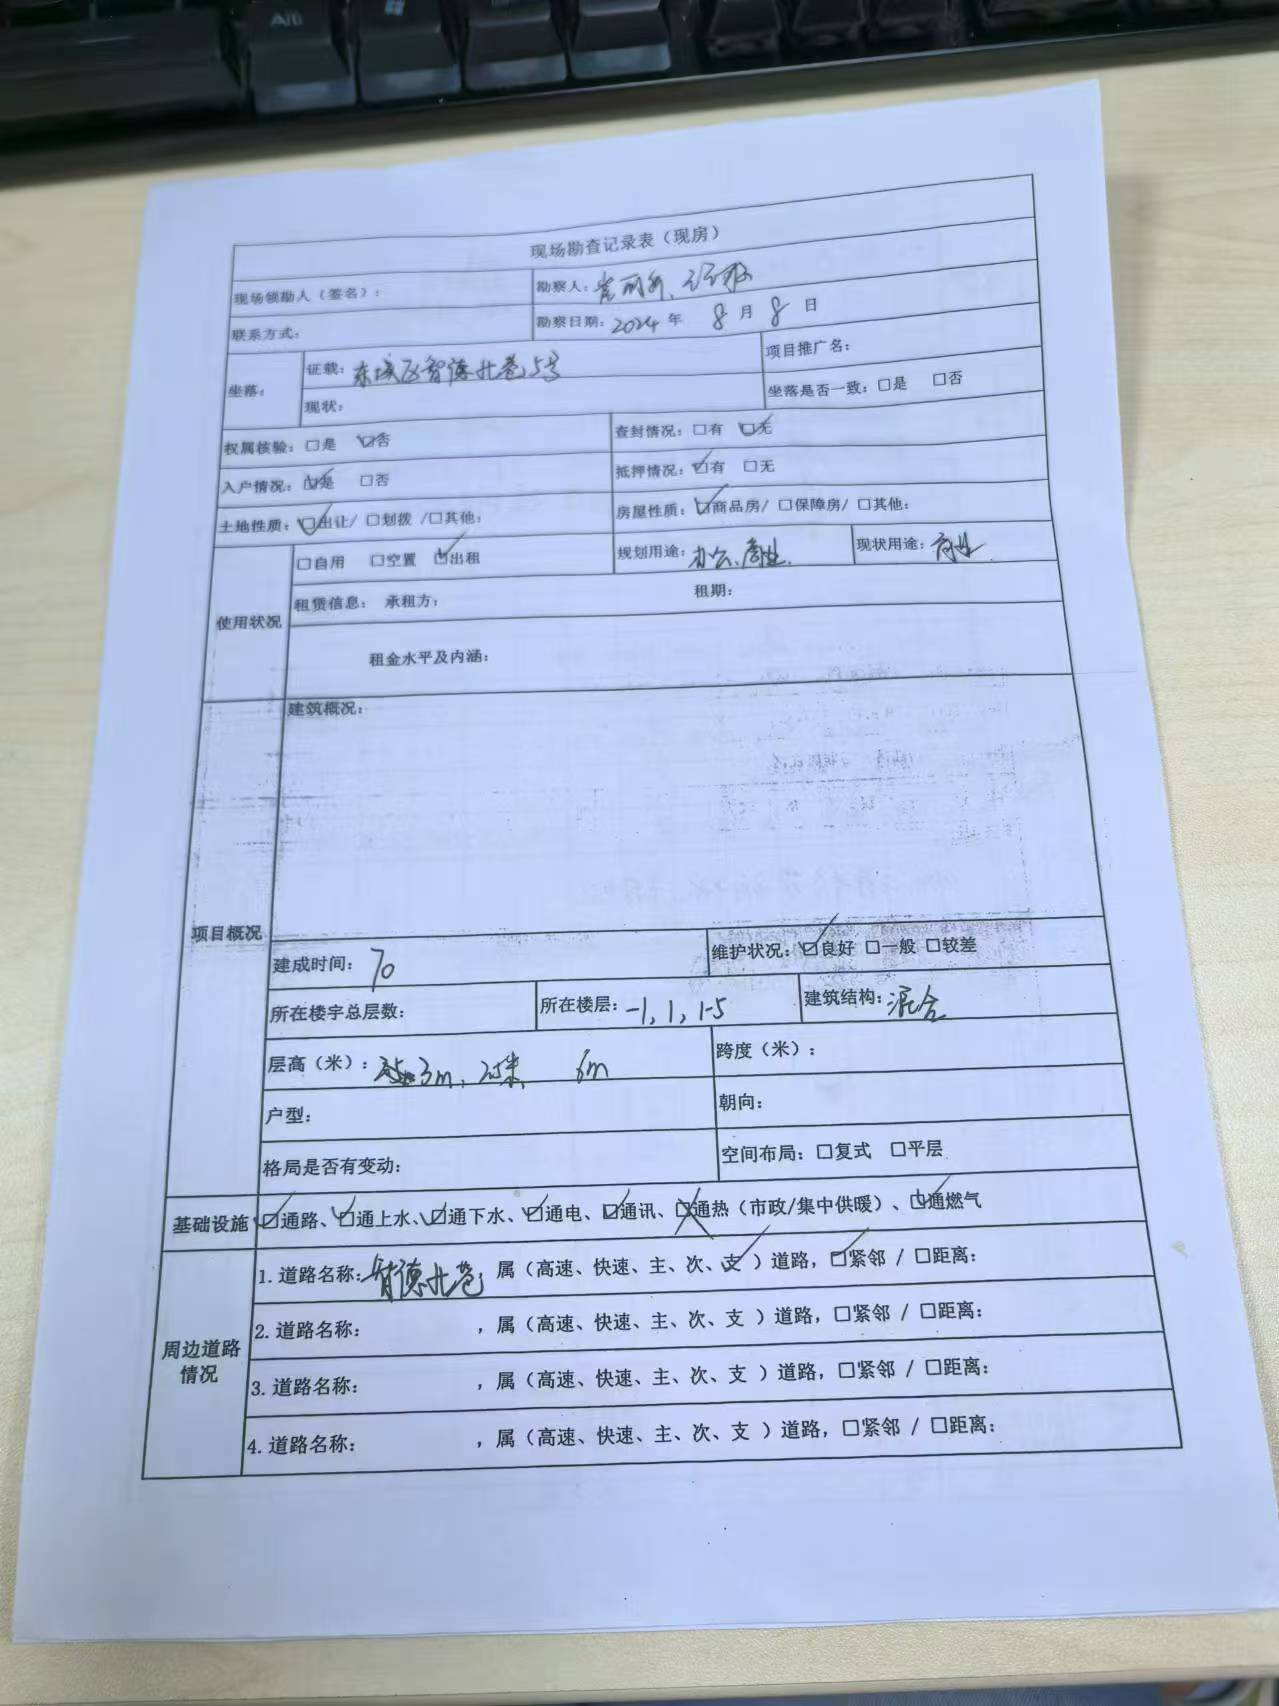 现场勘查记录表（现房）
现场领勘人（签名）：
勘察人：
联系方式：
勘察日期：2024年 8月 8日
坐落：
证载：东城区智德北巷5号
项目推广名：
现状：
坐落是否一致：□是 □否
权属核验：□是 ☑否
查封情况：□有 ☑无
入户情况：☑是 □否
抵押情况：☑有 □无
土地性质：☑出让/ □划拨 /□其他：
房屋性质：☑商品房/ □保障房/ □其他：
使用状况
□自用 □空置 ☑出租
规划用途：办公、商业
现状用途：商业
租赁信息： 承租方： 租期：
租金水平及内涵：
项目概况
建筑概况：
建成时间：70
维护状况：☑良好 □一般 □较差
所在楼宇总层数：
所在楼层：-1, 1, 1-5
建筑结构：混合
层高（米）：3m, 6m
跨度（米）：
户型：
朝向：
格局是否有变动：
空间布局：□复式 □平层
基础设施
☑通路、☑通上水、☑通下水、☑通电、☑通讯、☒通热（市政/集中供暖）、☑通燃气
周边道路情况
1. 道路名称：智德北巷，属（高速、快速、主、次、支 ）道路，☑紧邻 / □距离：
2. 道路名称： ，属（高速、快速、主、次、支 ）道路，□紧邻 / □距离：
3. 道路名称： ，属（高速、快速、主、次、支 ）道路，□紧邻 / □距离：
4. 道路名称： ，属（高速、快速、主、次、支 ）道路，□紧邻 / □距离：